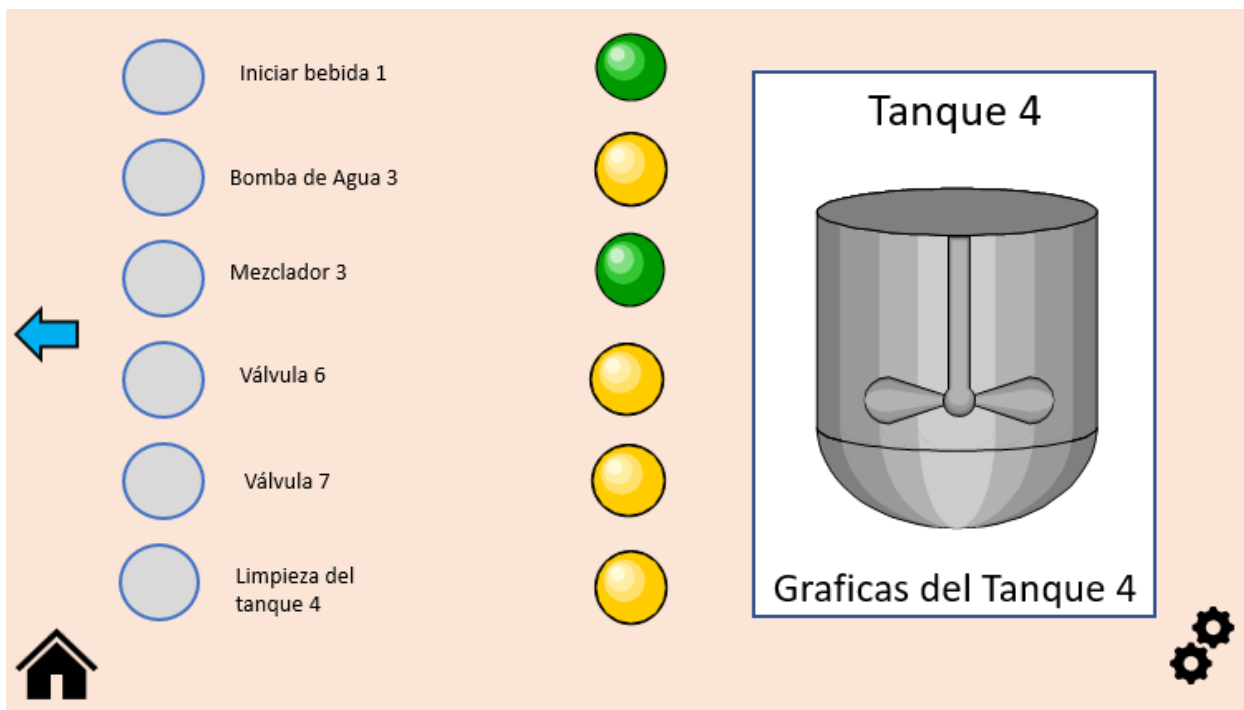 Iniciar bebida 1
Bomba de Agua 3
Mezclador 3
Válvula 6
Válvula 7
Limpieza del
tanque 4
Tanque 4
Graficas del Tanque 4